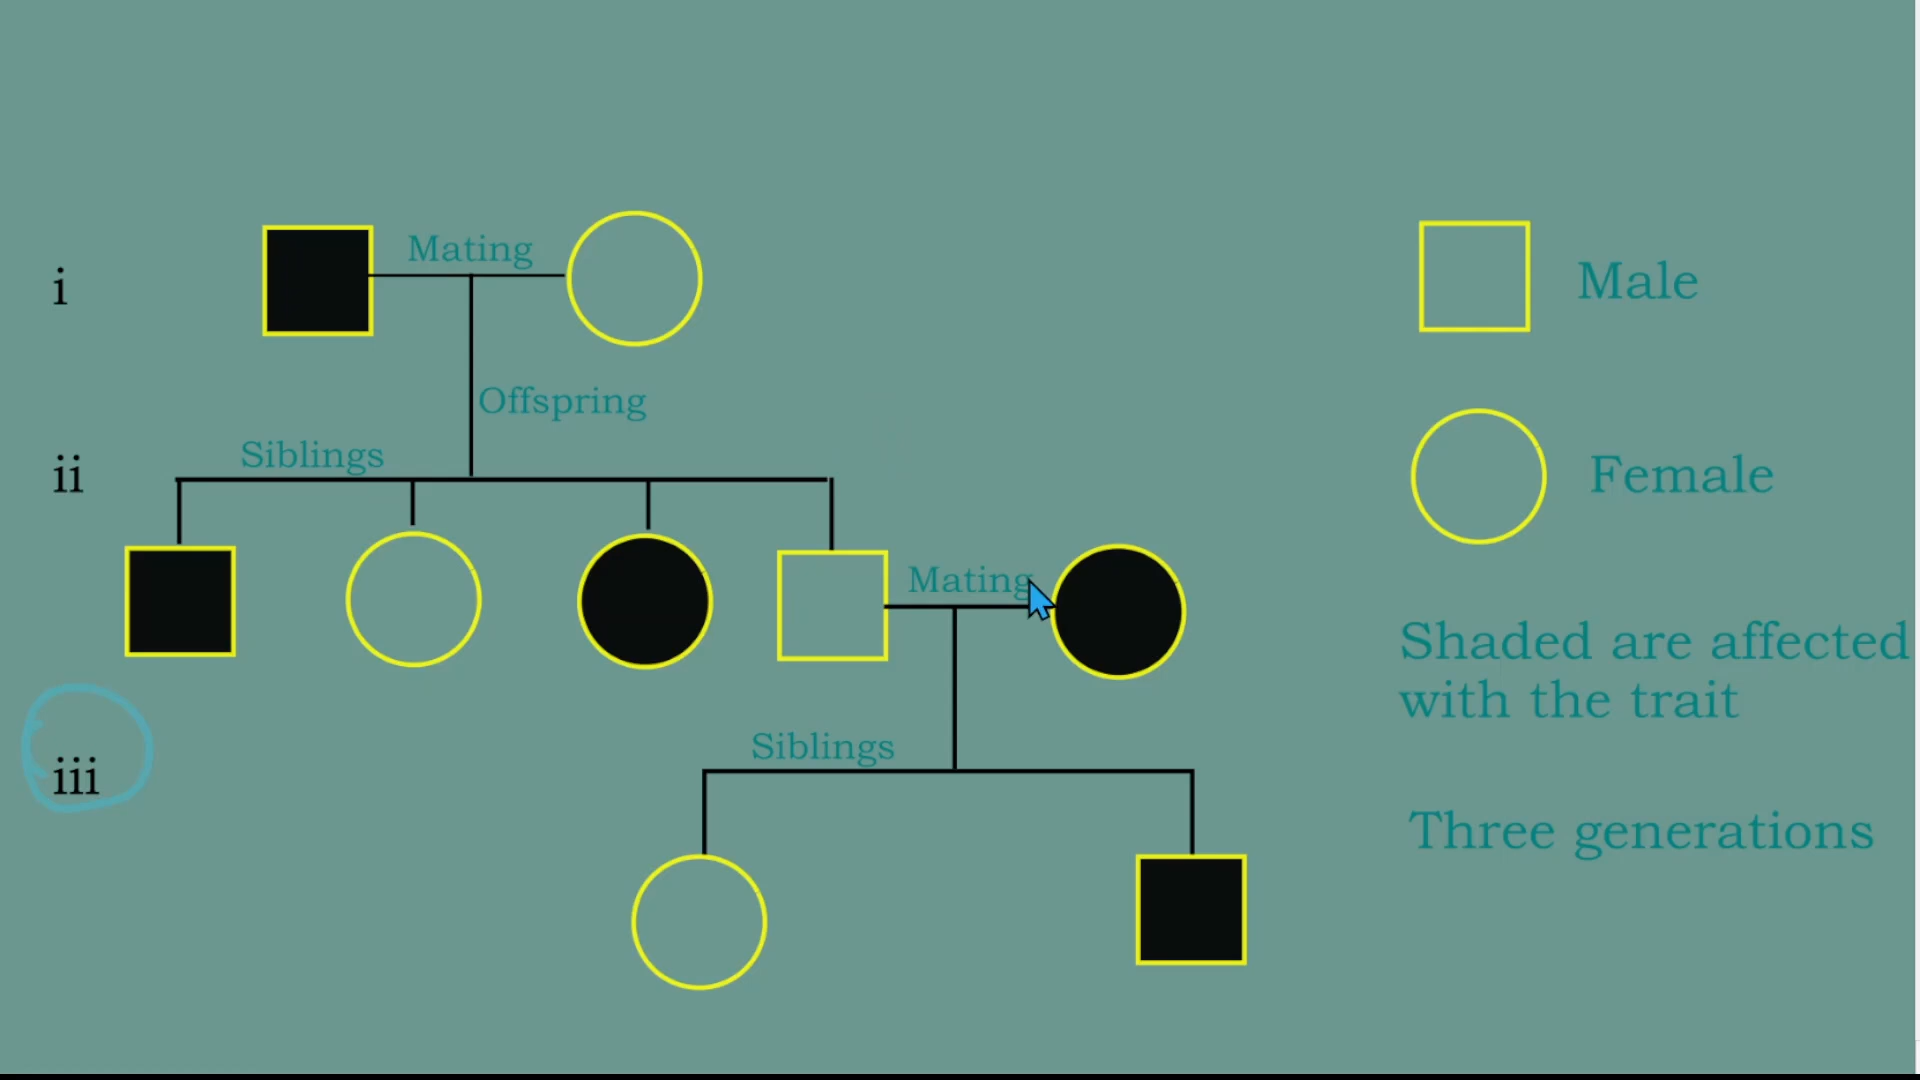 Mating
i
Male
Offspring
Siblings
ii
Female
Mating
Shaded are affected
with the trait
Siblings
iii
Three generations